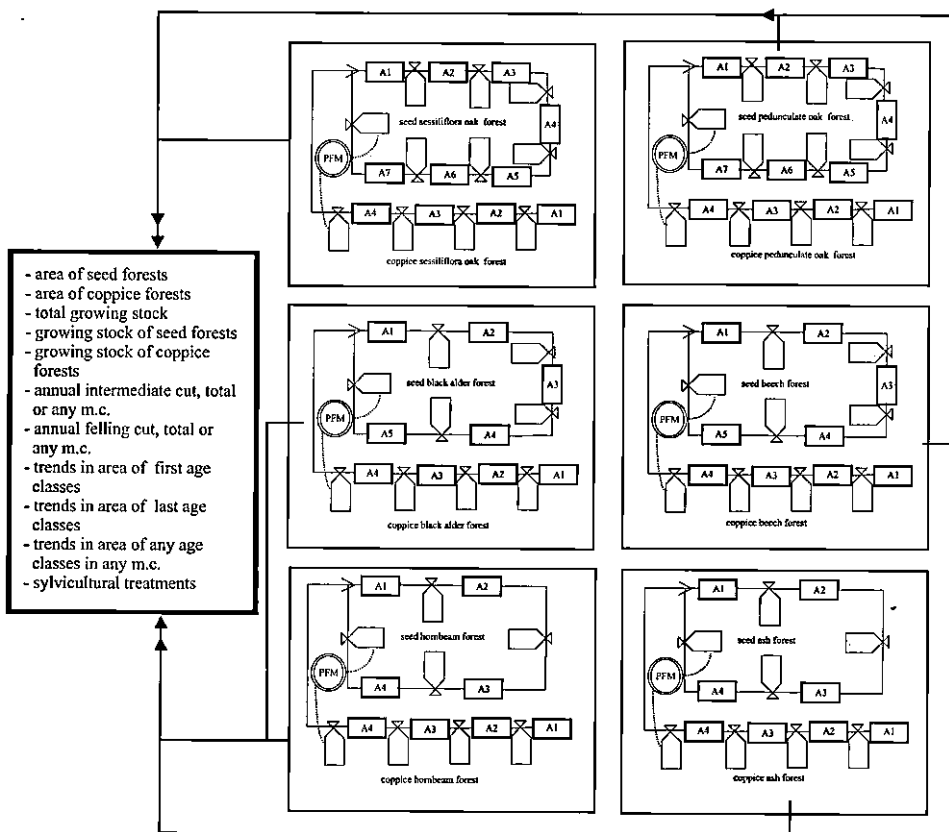 A1 A2 A3
seed sessiliflora oak forest
A4
PFM
A7 A6 A5
A4 A3 A2 A1
coppice sessiliflora oak forest
A1 A2 A3
seed pedunculate oak forest
A4
PFM
A7 A6 A5
A4 A3 A2 A1
coppice pedunculate oak forest
- area of seed forests
- area of coppice forests
- total growing stock
- growing stock of seed forests
- growing stock of coppice
forests
- annual intermediate cut, total
or any m.c.
- annual felling cut, total or
any m.c.
- trends in area of first age
classes
- trends in area of last age
classes
- trends in area of any age
classes in any m.c.
- sylvicultural treatments
A1 A2
seed black alder forest
A3
PFM
A5 A4
A4 A3 A2 A1
coppice black alder forest
A1 A2
seed beech forest
A3
PFM
A5 A4
A4 A3 A2 A1
coppice beech forest
A1 A2
seed hornbeam forest
PFM
A4 A3
A4 A3 A2 A1
coppice hornbeam forest
A1 A2
seed ash forest
PFM
A4 A3
A4 A3 A2 A1
coppice ash forest